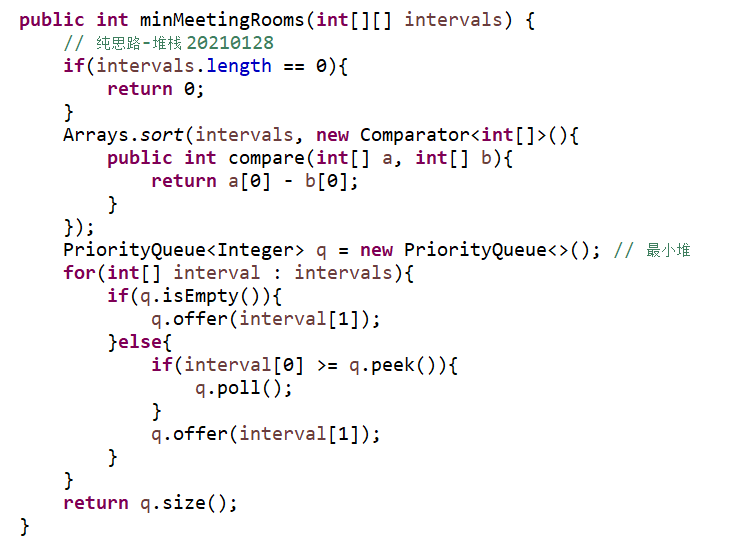 public int minMeetingRooms(int[][] intervals) {
    // 纯思路-堆栈 20210128
    if(intervals.length == 0){
        return 0;
    }
    Arrays.sort(intervals, new Comparator<int[]>(){
        public int compare(int[] a, int[] b){
            return a[0] - b[0];
        }
    });
    PriorityQueue<Integer> q = new PriorityQueue<>(); // 最小堆
    for(int[] interval : intervals){
        if(q.isEmpty()){
            q.offer(interval[1]);
        }else{
            if(interval[0] >= q.peek()){
                q.poll();
            }
            q.offer(interval[1]);
        }
    }
    return q.size();
}